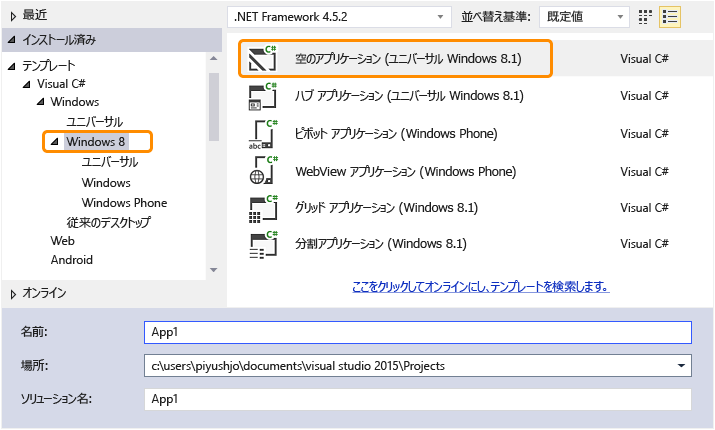 最近
インストール済み
テンプレート
Visual C#
Windows
ユニバーサル
Windows 8
ユニバーサル
Windows
Windows Phone
従来のデスクトップ
Web
Android
オンライン
.NET Framework 4.5.2
並べ替え基準: 既定値
C# 空のアプリケーション (ユニバーサル Windows 8.1) Visual C#
C# ハブ アプリケーション (ユニバーサル Windows 8.1) Visual C#
C# abc ピボット アプリケーション (Windows Phone) Visual C#
C# WebView アプリケーション (Windows Phone) Visual C#
C# グリッド アプリケーション (Windows 8.1) Visual C#
C# 分割アプリケーション (Windows 8.1) Visual C#
ここをクリックしてオンラインにし、テンプレートを検索します。
名前: App1
場所: c:\users\piyushjo\documents\visual studio 2015\Projects
ソリューション名: App1